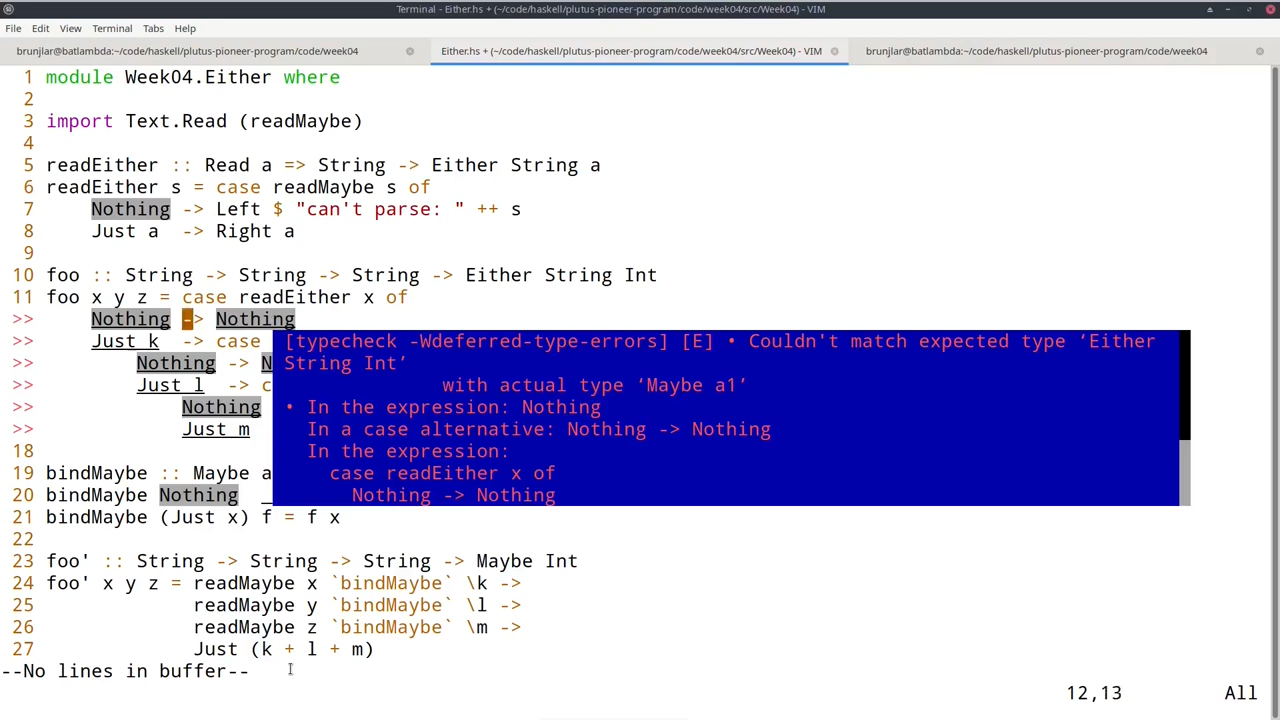 Terminal - Either.hs + (~/code/haskell/plutus-pioneer-program/code/week04/src/Week04) - VIM
File Edit View Terminal Tabs Help
brunjlar@batlambda:~/code/haskell/plutus-pioneer-program/code/week04 Either.hs + (~/code/haskell/plutus-pioneer-program/code/week04/src/Week04) - VIM brunjlar@batlambda:~/code/haskell/plutus-pioneer-program/code/week04
1 module Week04.Either where
2
3 import Text.Read (readMaybe)
4
5 readEither :: Read a => String -> Either String a
6 readEither s = case readMaybe s of
7     Nothing -> Left $ "can't parse: " ++ s
8     Just a  -> Right a
9
10 foo :: String -> String -> String -> Either String Int
11 foo x y z = case readEither x of
>>     Nothing -> Nothing
>>     Just k  -> case [typecheck -Wdeferred-type-errors] [E] • Couldn't match expected type ‘Either
>>         Nothing -> N String Int’
>>         Just l  -> c with actual type ‘Maybe a1’
>>             Nothing • In the expression: Nothing
>>             Just m In a case alternative: Nothing -> Nothing
18 In the expression:
19 bindMaybe :: Maybe a case readEither x of
20 bindMaybe Nothing  _ Nothing -> Nothing
21 bindMaybe (Just x) f = f x
22
23 foo' :: String -> String -> String -> Maybe Int
24 foo' x y z = readMaybe x `bindMaybe` \k ->
25              readMaybe y `bindMaybe` \l ->
26              readMaybe z `bindMaybe` \m ->
27              Just (k + l + m)
--No lines in buffer--
12,13 All